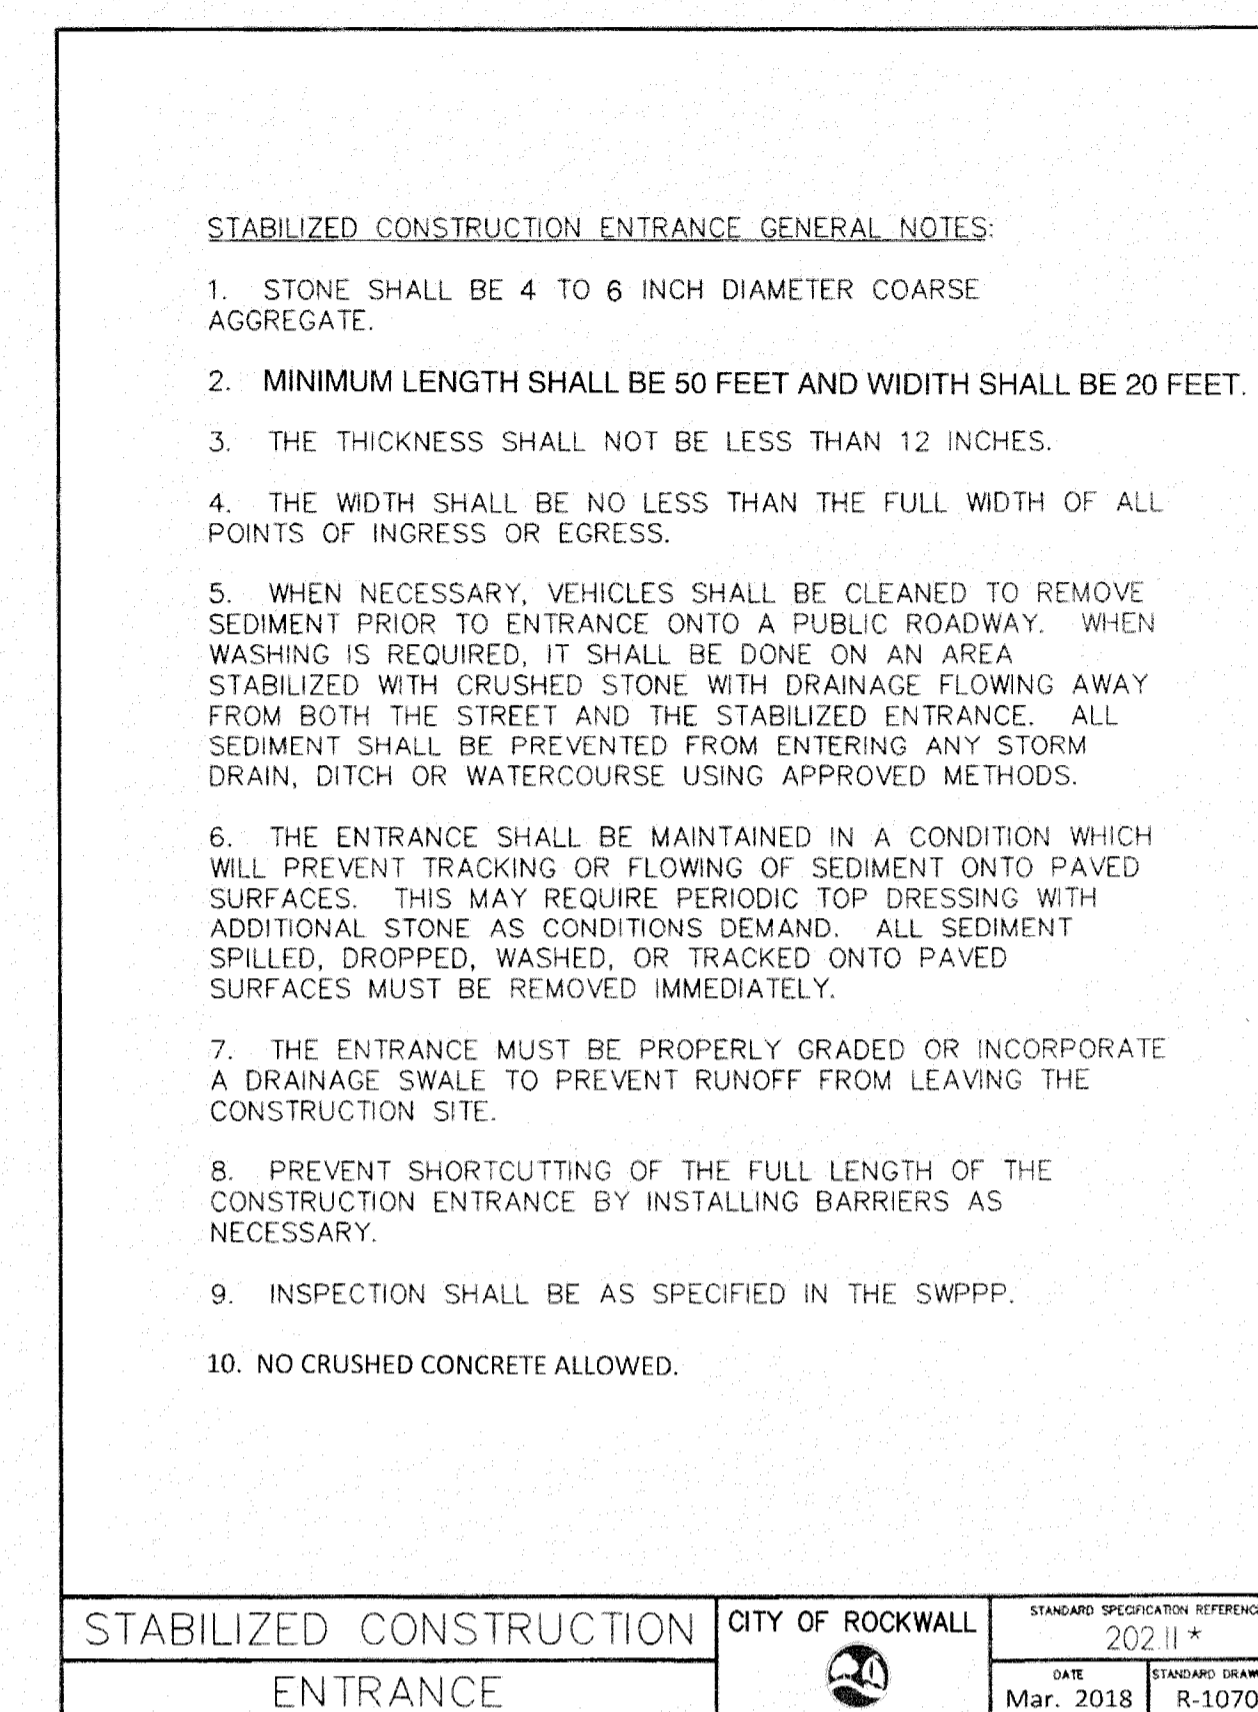 STABILIZED CONSTRUCTION ENTRANCE GENERAL NOTES:
1. STONE SHALL BE 4 TO 6 INCH DIAMETER COARSE
AGGREGATE.
2. MINIMUM LENGTH SHALL BE 50 FEET AND WIDITH SHALL BE 20 FEET.
3. THE THICKNESS SHALL NOT BE LESS THAN 12 INCHES.
4. THE WIDTH SHALL BE NO LESS THAN THE FULL WIDTH OF ALL
POINTS OF INGRESS OR EGRESS.
5. WHEN NECESSARY, VEHICLES SHALL BE CLEANED TO REMOVE
SEDIMENT PRIOR TO ENTRANCE ONTO A PUBLIC ROADWAY. WHEN
WASHING IS REQUIRED, IT SHALL BE DONE ON AN AREA
STABILIZED WITH CRUSHED STONE WITH DRAINAGE FLOWING AWAY
FROM BOTH THE STREET AND THE STABILIZED ENTRANCE. ALL
SEDIMENT SHALL BE PREVENTED FROM ENTERING ANY STORM
DRAIN, DITCH OR WATERCOURSE USING APPROVED METHODS.
6. THE ENTRANCE SHALL BE MAINTAINED IN A CONDITION WHICH
WILL PREVENT TRACKING OR FLOWING OF SEDIMENT ONTO PAVED
SURFACES. THIS MAY REQUIRE PERIODIC TOP DRESSING WITH
ADDITIONAL STONE AS CONDITIONS DEMAND. ALL SEDIMENT
SPILLED, DROPPED, WASHED, OR TRACKED ONTO PAVED
SURFACES MUST BE REMOVED IMMEDIATELY.
7. THE ENTRANCE MUST BE PROPERLY GRADED OR INCORPORATE
A DRAINAGE SWALE TO PREVENT RUNOFF FROM LEAVING THE
CONSTRUCTION SITE.
8. PREVENT SHORTCUTTING OF THE FULL LENGTH OF THE
CONSTRUCTION ENTRANCE BY INSTALLING BARRIERS AS
NECESSARY.
9. INSPECTION SHALL BE AS SPECIFIED IN THE SWPPP.
10. NO CRUSHED CONCRETE ALLOWED.
STABILIZED CONSTRUCTION
ENTRANCE
CITY OF ROCKWALL
STANDARD SPECIFICATION REFERENC
202.11 *
DATE
Mar. 2018
STANDARD DRAW
R-1070